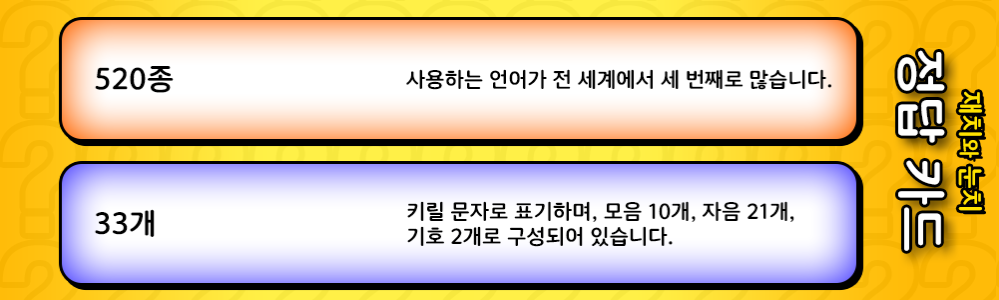 520종
사용하는 언어가 전 세계에서 세 번째로 많습니다.
33개
키릴 문자로 표기하며, 모음 10개, 자음 21개,
기호 2개로 구성되어 있습니다.
재치와 눈치
정답 카드